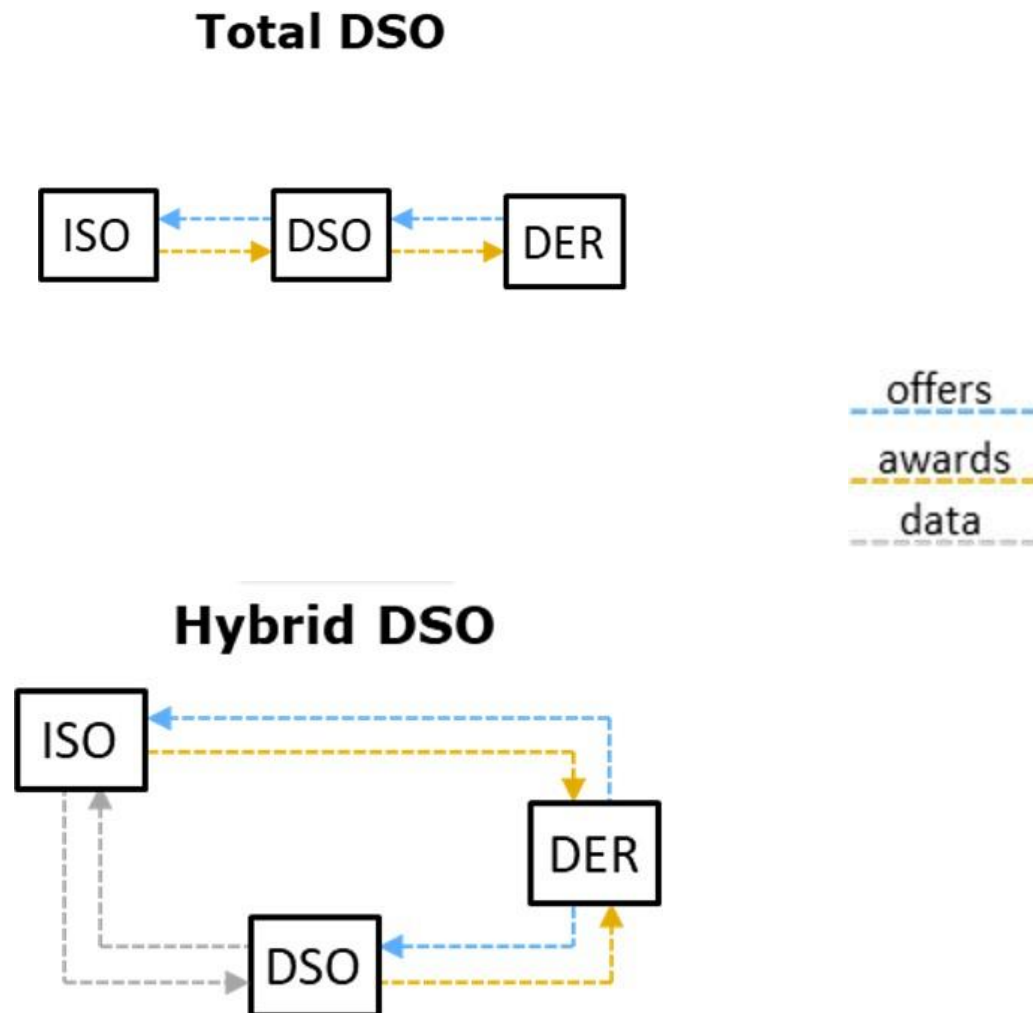 Total DSO
ISO DSO DER
offers
awards
data
Hybrid DSO
ISO
DER
DSO